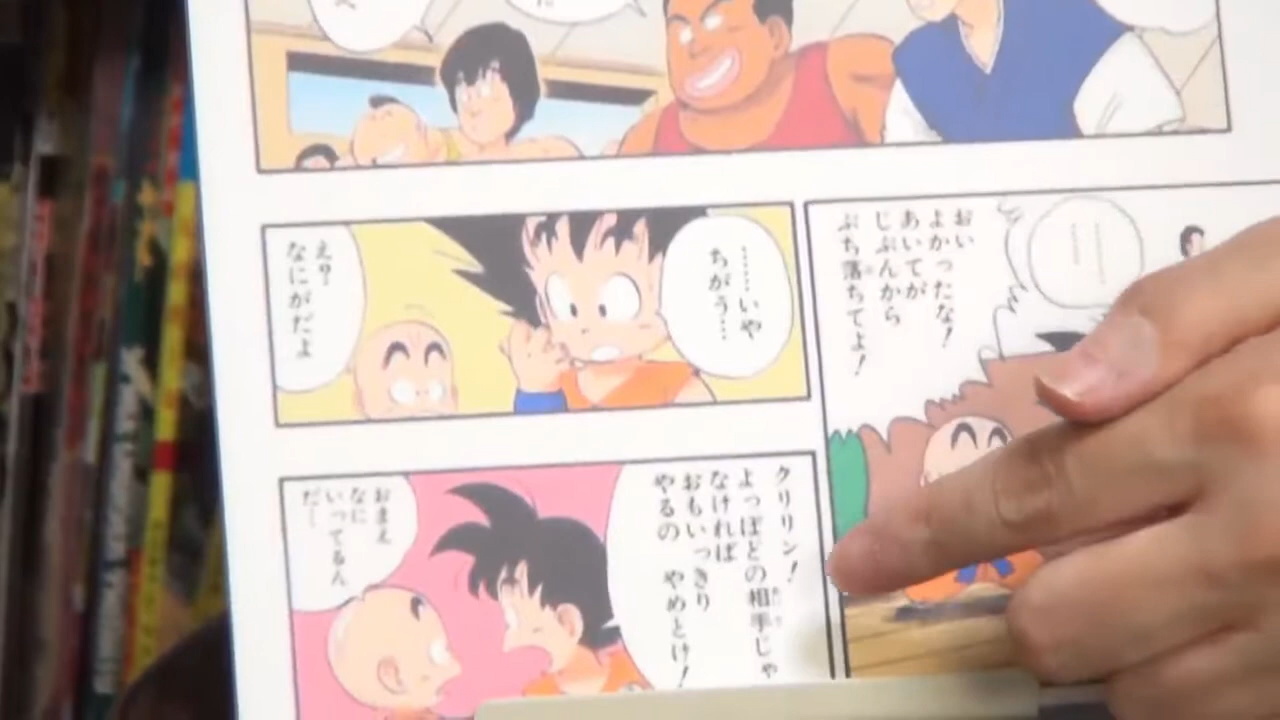 おい
よかったな!
あいてが
じぶんから
ぶち落ちてよ!
……いや
ちがう…
え?
なにがだよ
クリリン!
よっぽどの相手じゃ
なければ
おもいっきり
やるの やめとけ!
おまえ
なに
いってるん
だ…